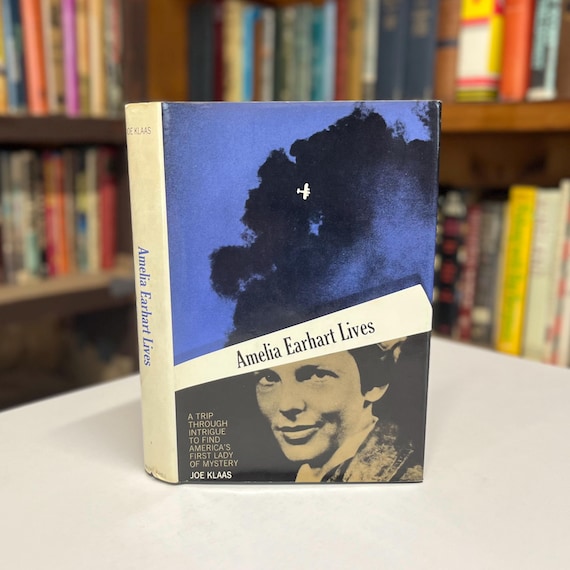 JOE KLAAS
Amelia Earhart Lives
Amelia Earhart Lives
A TRIP
THROUGH
INTRIGUE
TO FIND
AMERICA'S
FIRST LADY
OF MYSTERY
JOE KLAAS